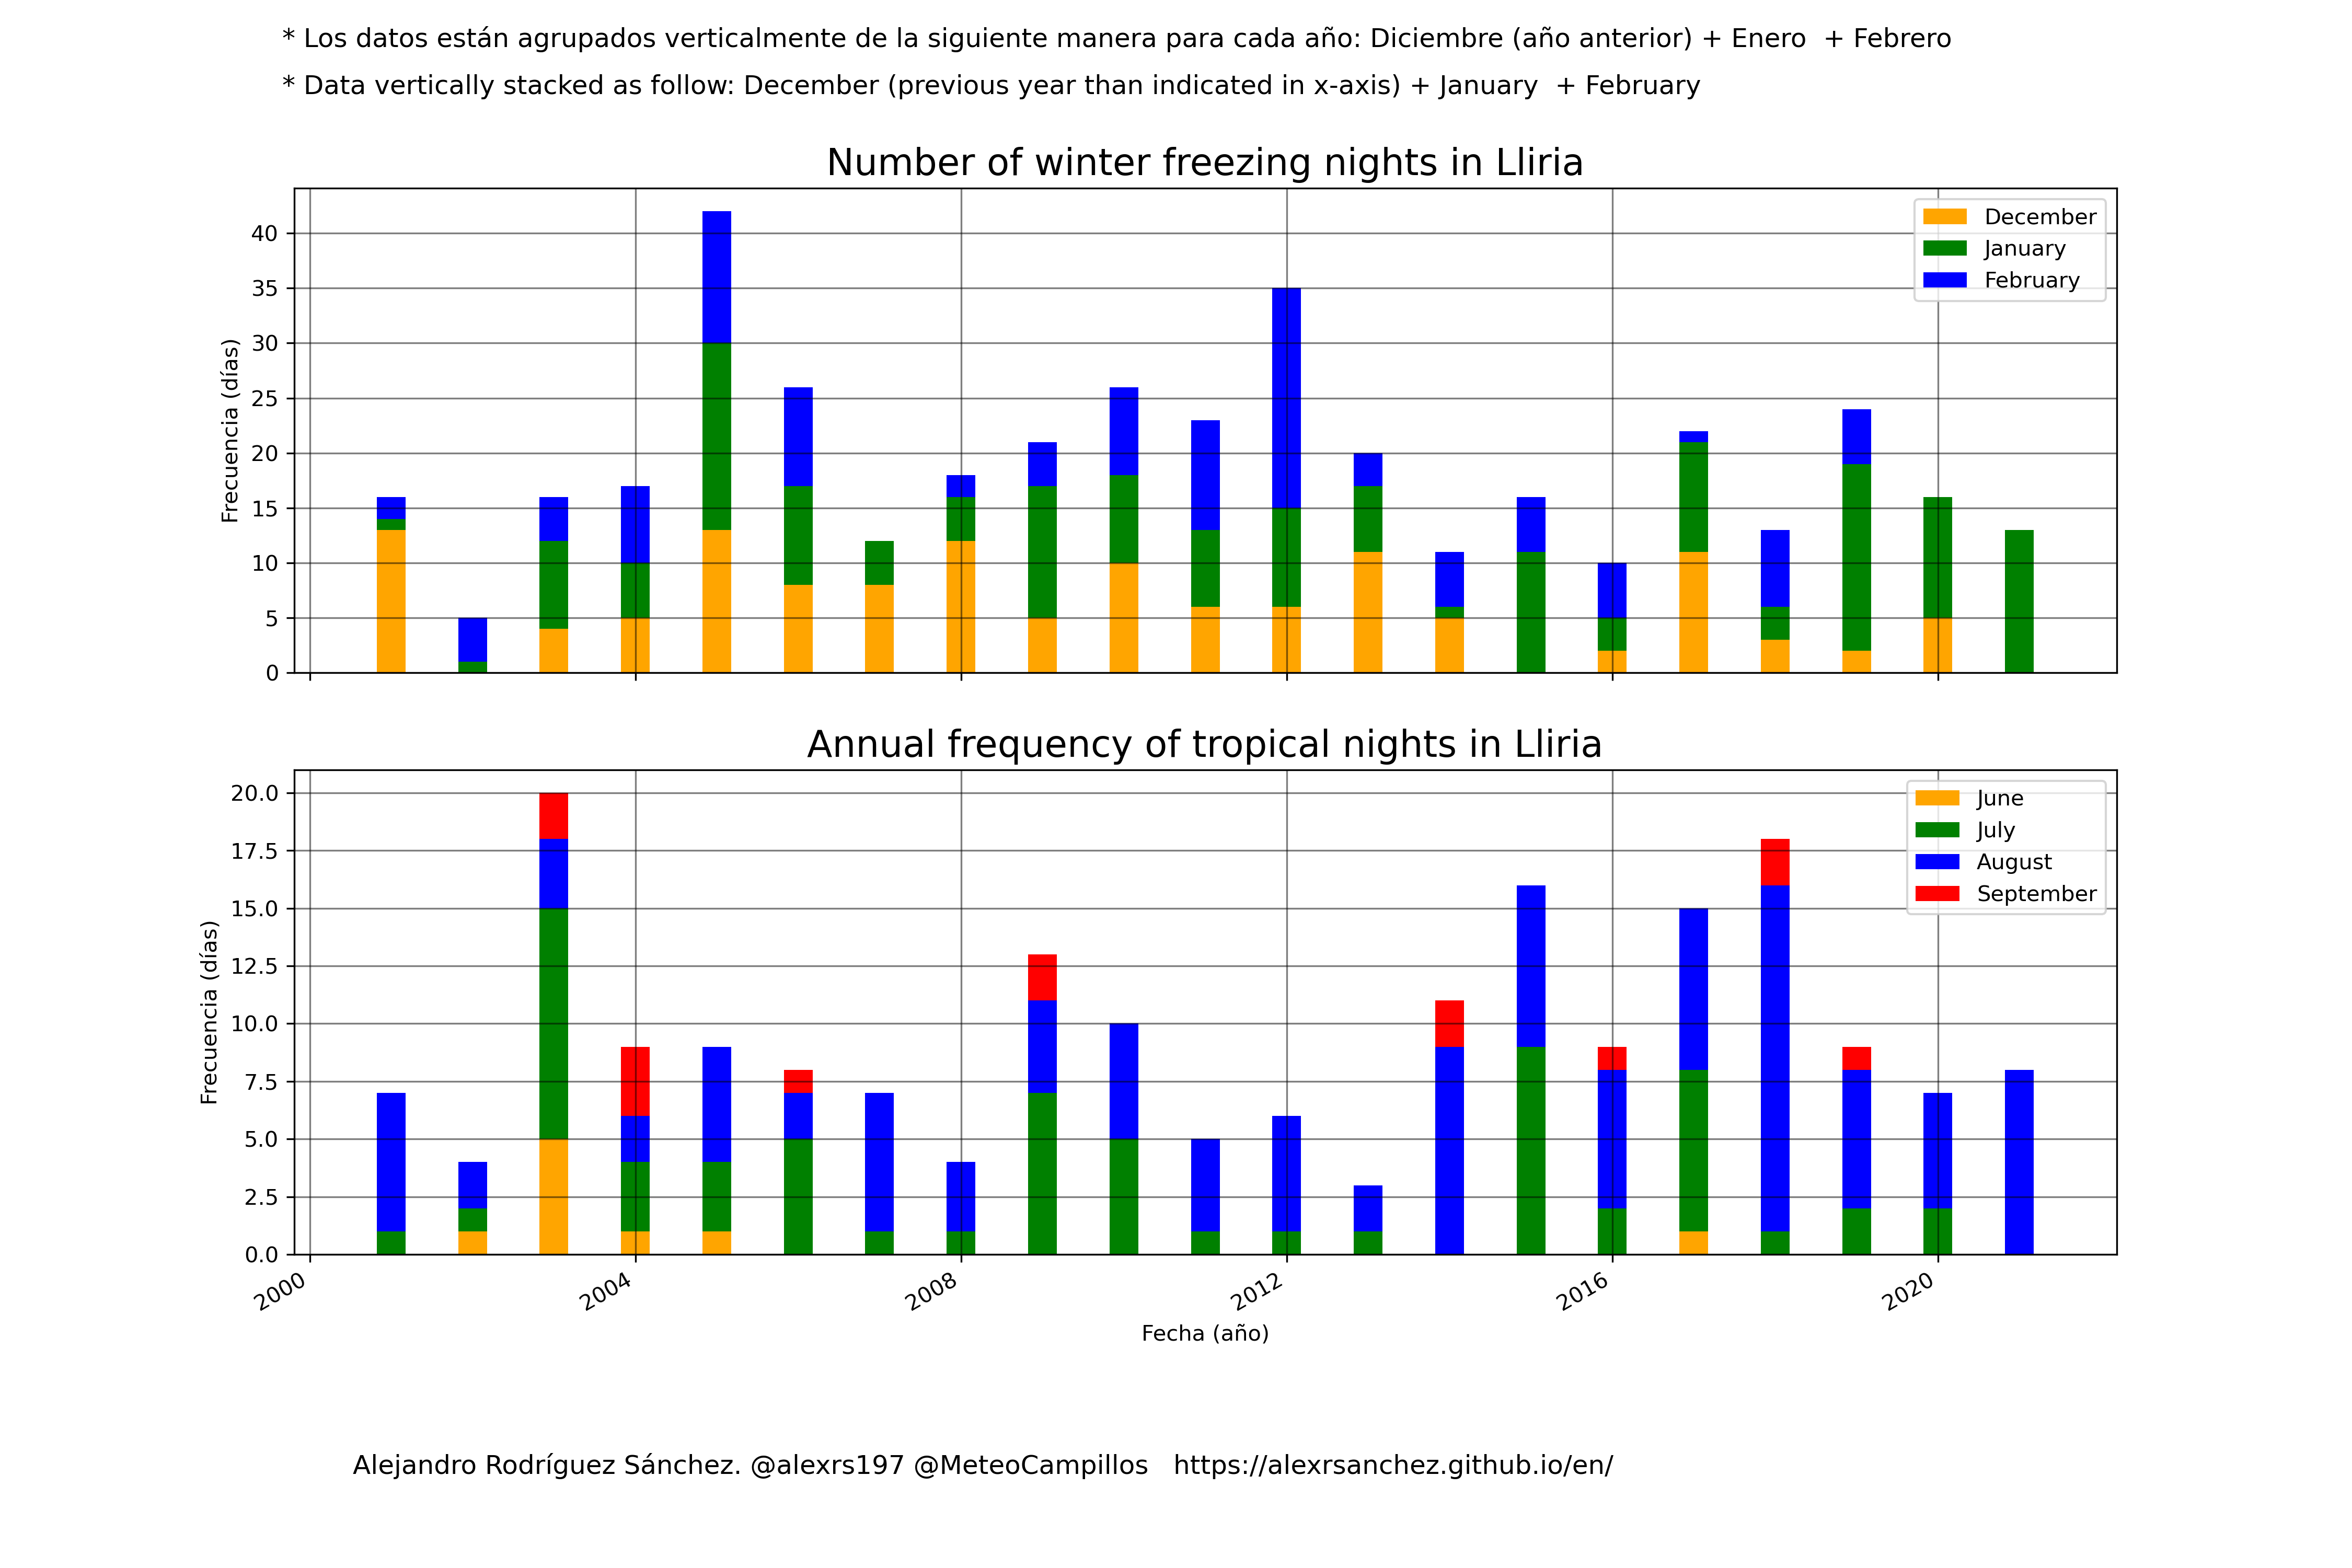 * Los datos están agrupados verticalmente de la siguiente manera para cada año: Diciembre (año anterior) + Enero  + Febrero
* Data vertically stacked as follow: December (previous year than indicated in x-axis) + January  + February
Number of winter freezing nights in Lliria
Frecuencia (días)
40
35
30
25
20
15
10
5
0
December
January
February
Annual frequency of tropical nights in Lliria
Frecuencia (días)
20.0
17.5
15.0
12.5
10.0
7.5
5.0
2.5
0.0
June
July
August
September
2000
2004
2008
2012
2016
2020
Fecha (año)
Alejandro Rodríguez Sánchez. @alexrs197 @MeteoCampillos   https://alexrsanchez.github.io/en/